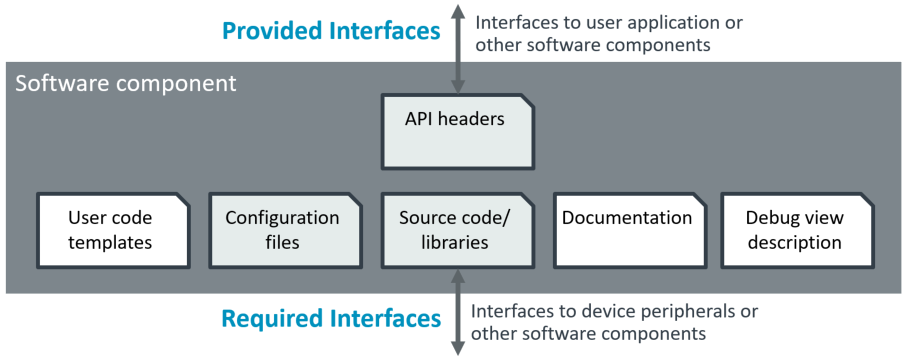 Provided Interfaces
Interfaces to user application or
other software components
Software component
API headers
User code
templates
Configuration
files
Source code/
libraries
Documentation
Debug view
description
Required Interfaces
Interfaces to device peripherals or
other software components